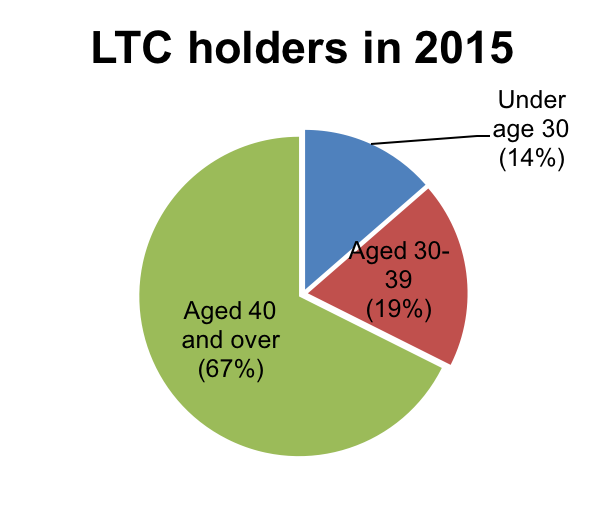 LTC holders in 2015
Under
age 30
(14%)
Aged 30-
39
(19%)
Aged 40
and over
(67%)